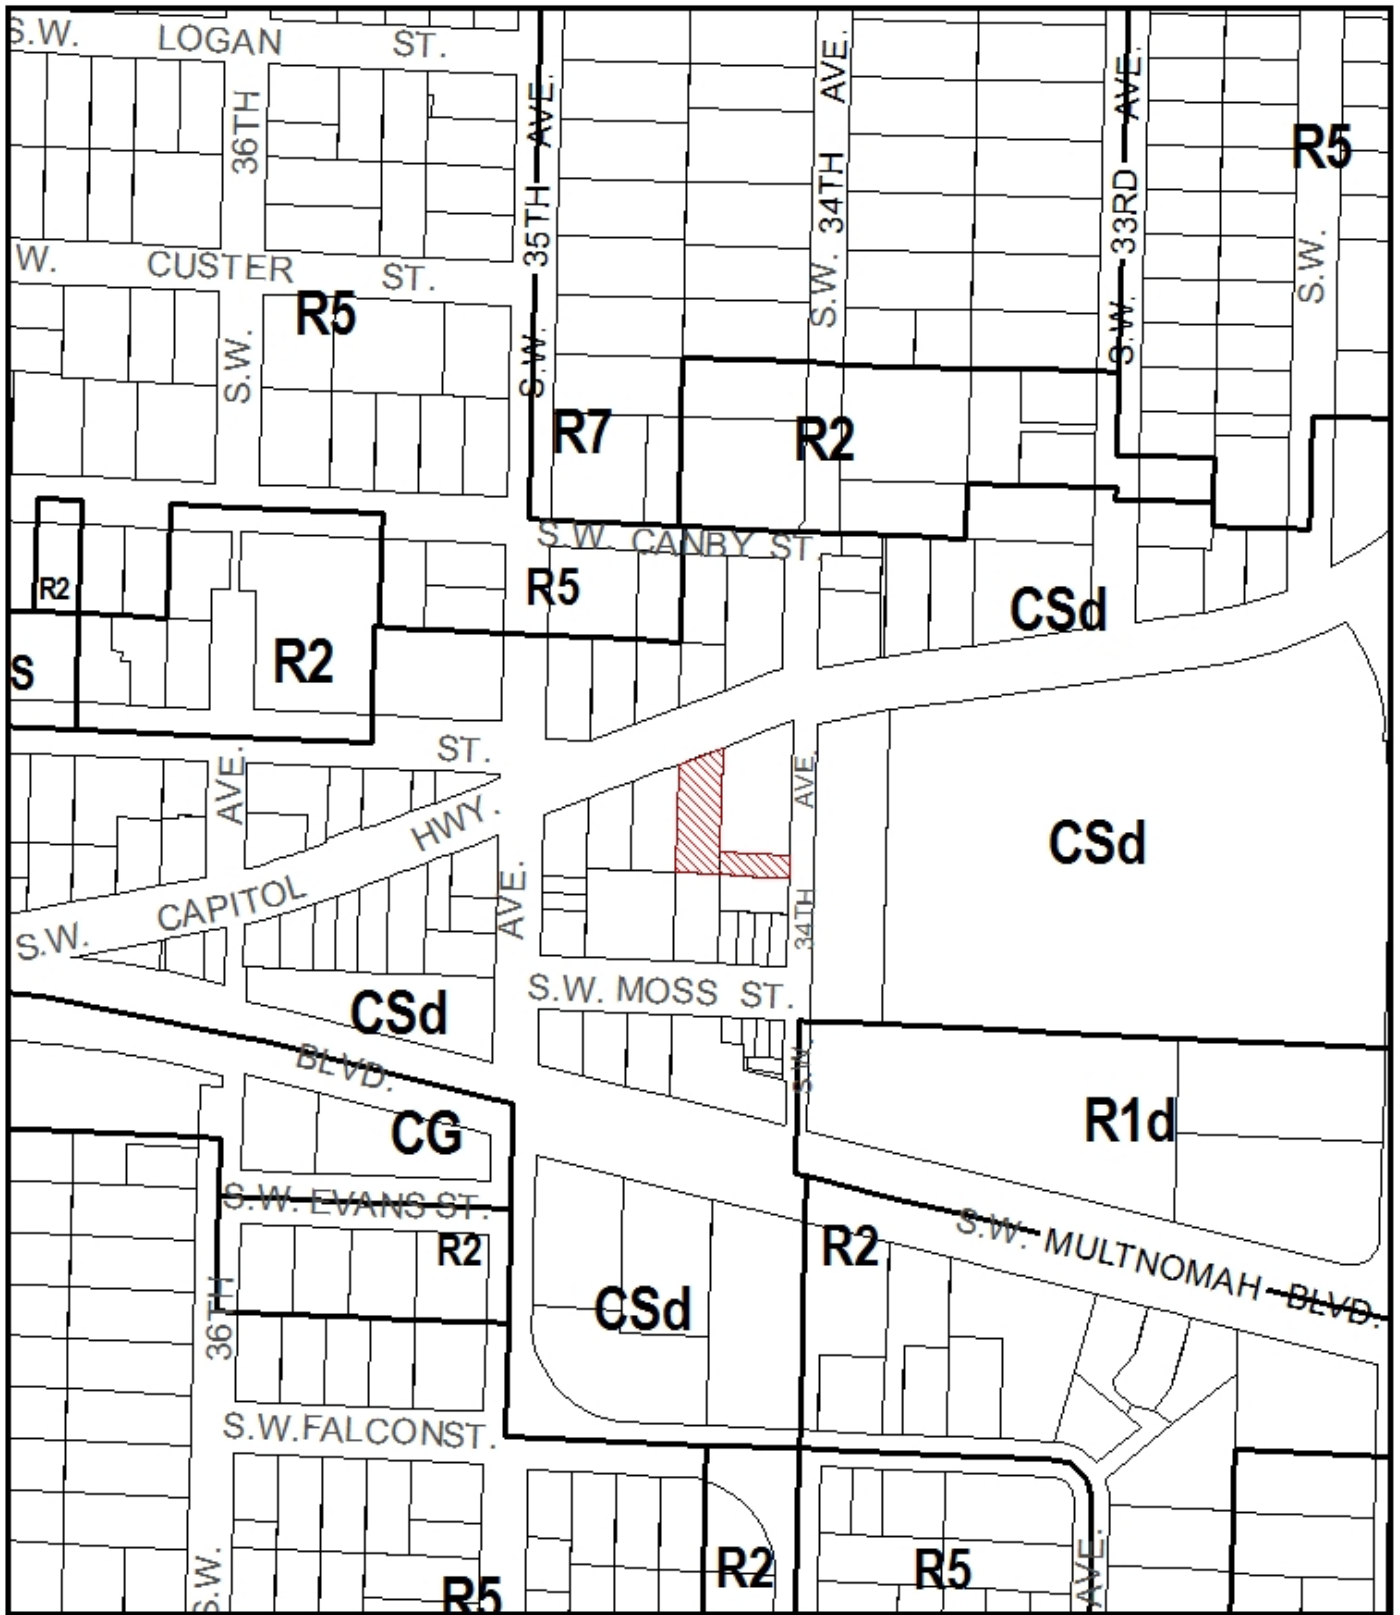 S.W. LOGAN ST.
36TH
S.W.
AVE.
35TH
S.W.
AVE.
34TH
S.W.
AVE.
33RD
S.W.
R5
S.W.
W. CUSTER ST.
R5
R7
R2
S.W. CANBY ST.
R2
R5
CSd
S
R2
ST.
AVE.
HWY.
AVE.
CSd
CAPITOL
S.W.
AVE.
34TH
S.W. MOSS ST.
CSd
BLVD.
S.W.
CG
R1d
S.W. EVANS ST.
R2
R2
S.W. MULTNOMAH BLVD.
36TH
CSd
S.W. FALCON ST.
S.W.
R5
R2
R5
AVE.